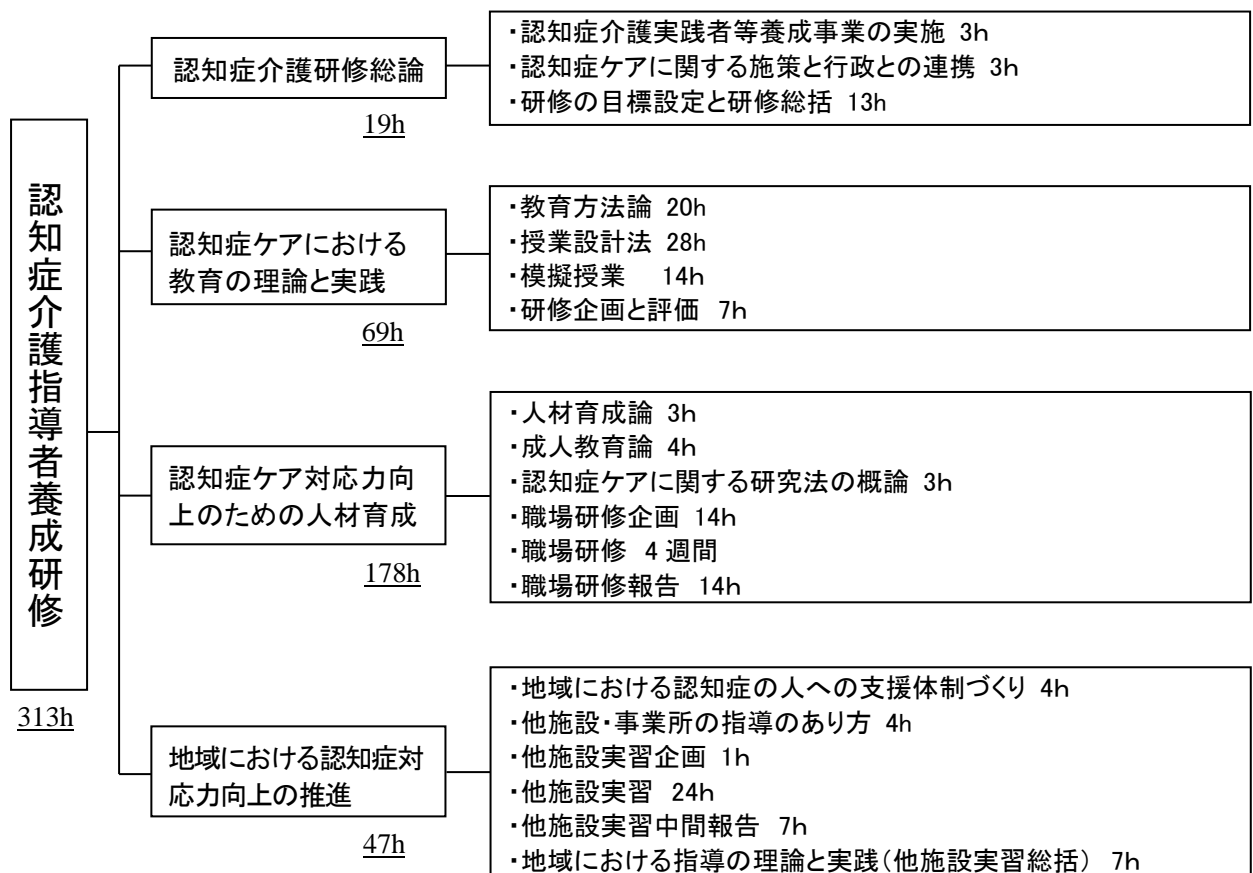 認知症介護指導者養成研修
313h
認知症介護研修総論
19h
・認知症介護実践者等養成事業の実施 3h
・認知症ケアに関する施策と行政との連携 3h
・研修の目標設定と研修総括 13h
認知症ケアにおける
教育の理論と実践
69h
・教育方法論 20h
・授業設計法 28h
・模擬授業 14h
・研修企画と評価 7h
認知症ケア対応力向
上のための人材育成
178h
・人材育成論 3h
・成人教育論 4h
・認知症ケアに関する研究法の概論 3h
・職場研修企画 14h
・職場研修 4週間
・職場研修報告 14h
地域における認知症対
応力向上の推進
47h
・地域における認知症の人への支援体制づくり 4h
・他施設・事業所の指導のあり方 4h
・他施設実習企画 1h
・他施設実習 24h
・他施設実習中間報告 7h
・地域における指導の理論と実践(他施設実習総括) 7h